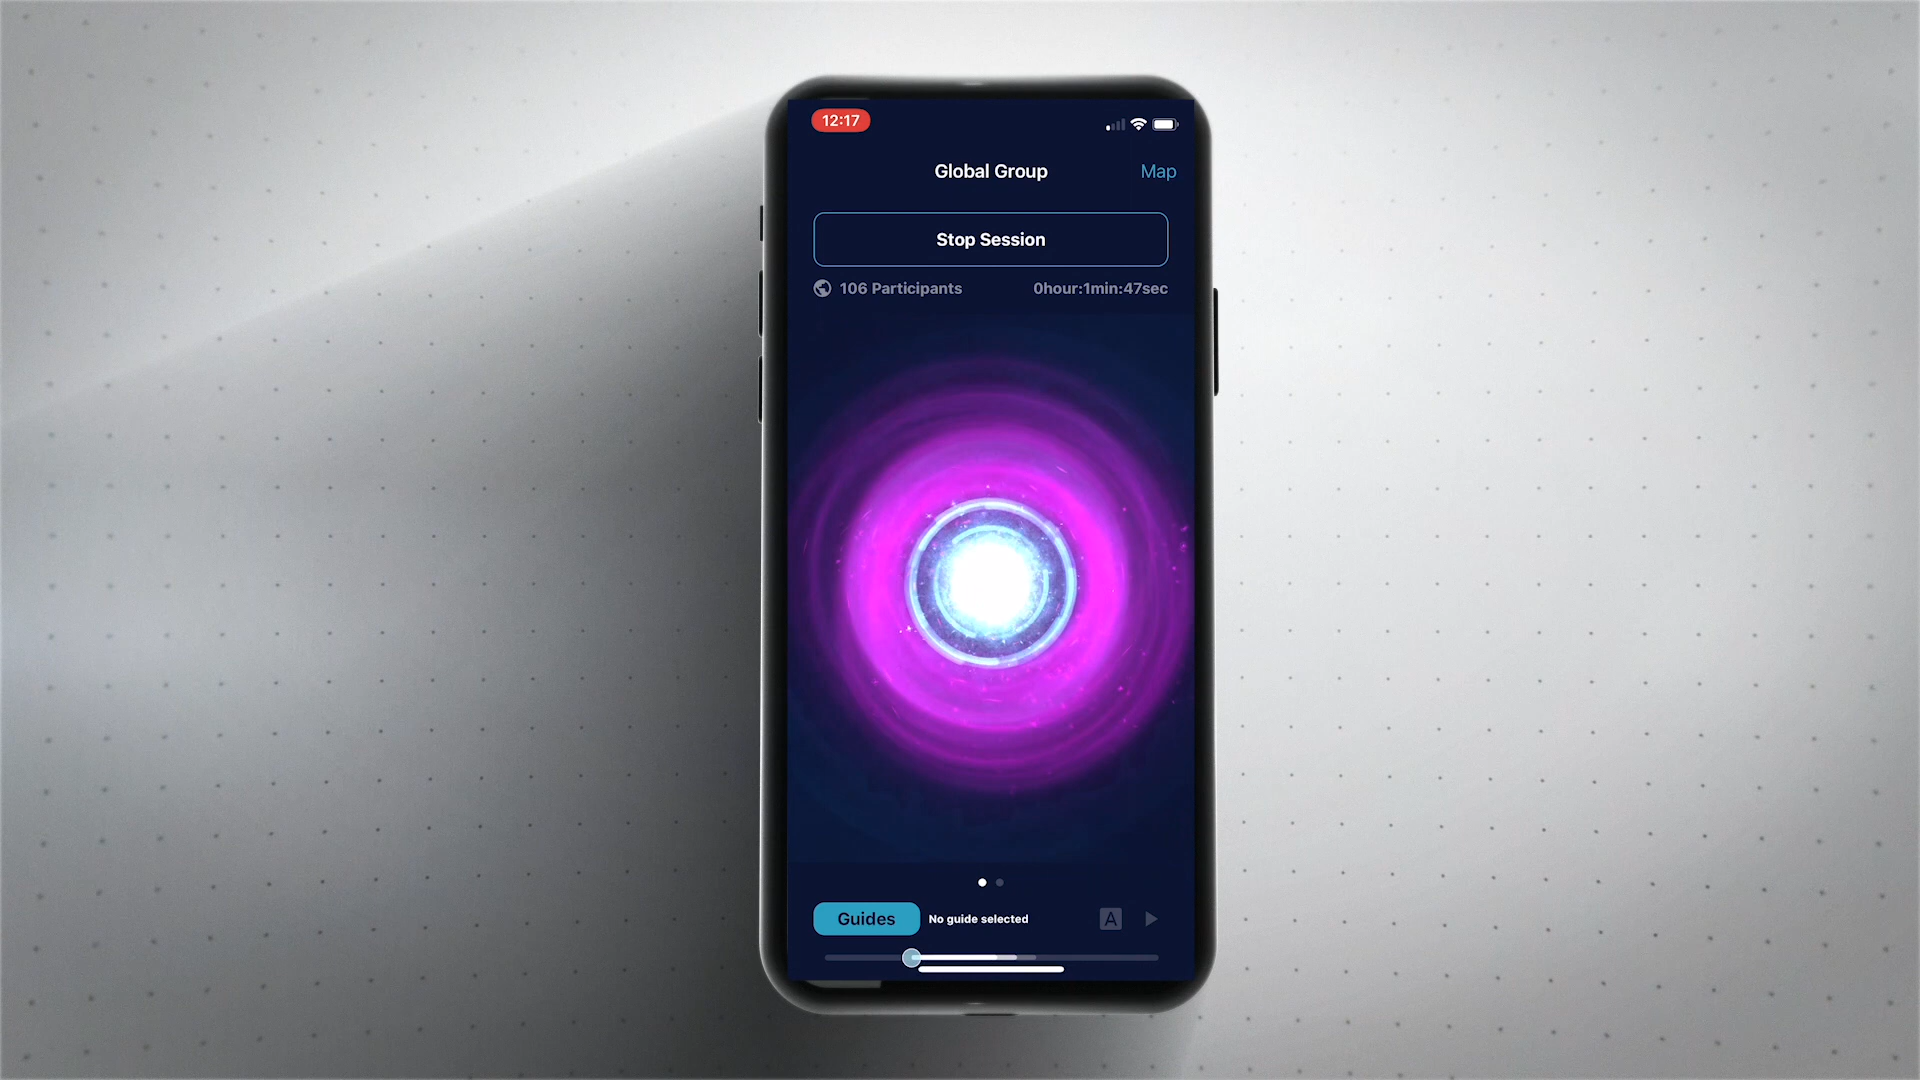 12:17
Global Group
Map
Stop Session
106 Participants
0hour:1min:47sec
Guides
No guide selected
A